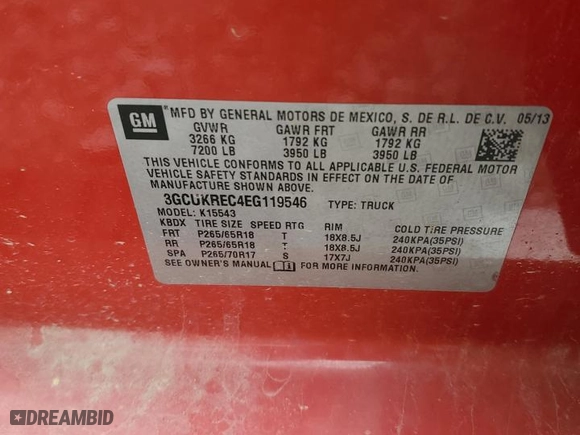 GM
MFD BY GENERAL MOTORS DE MEXICO, S. DE R.L. DE C.V. 05/13
GVWR GAWR FRT GAWR RR
3266 KG 1792 KG 1792 KG
7200 LB 3950 LB 3950 LB
THIS VEHICLE CONFORMS TO ALL APPLICABLE U.S. FEDERAL MOTOR
VEHICLE SAFETY AND THEFT PREVENTION STANDARDS IN
EFFECT ON THE DATE OF MANUFACTURE SHOWN ABOVE.
3GCUKREC4EG119546 TYPE: TRUCK
MODEL: K15543
KBDX TIRE SIZE SPEED RTG RIM COLD TIRE PRESSURE
FRT P265/65R18 T 18X8.5J 240KPA(35PSI)
RR P265/65R18 T 18X8.5J 240KPA(35PSI)
SPA P265/70R17 S 17X7J 240KPA(35PSI)
SEE OWNER'S MANUAL FOR MORE INFORMATION.
DREAMBID